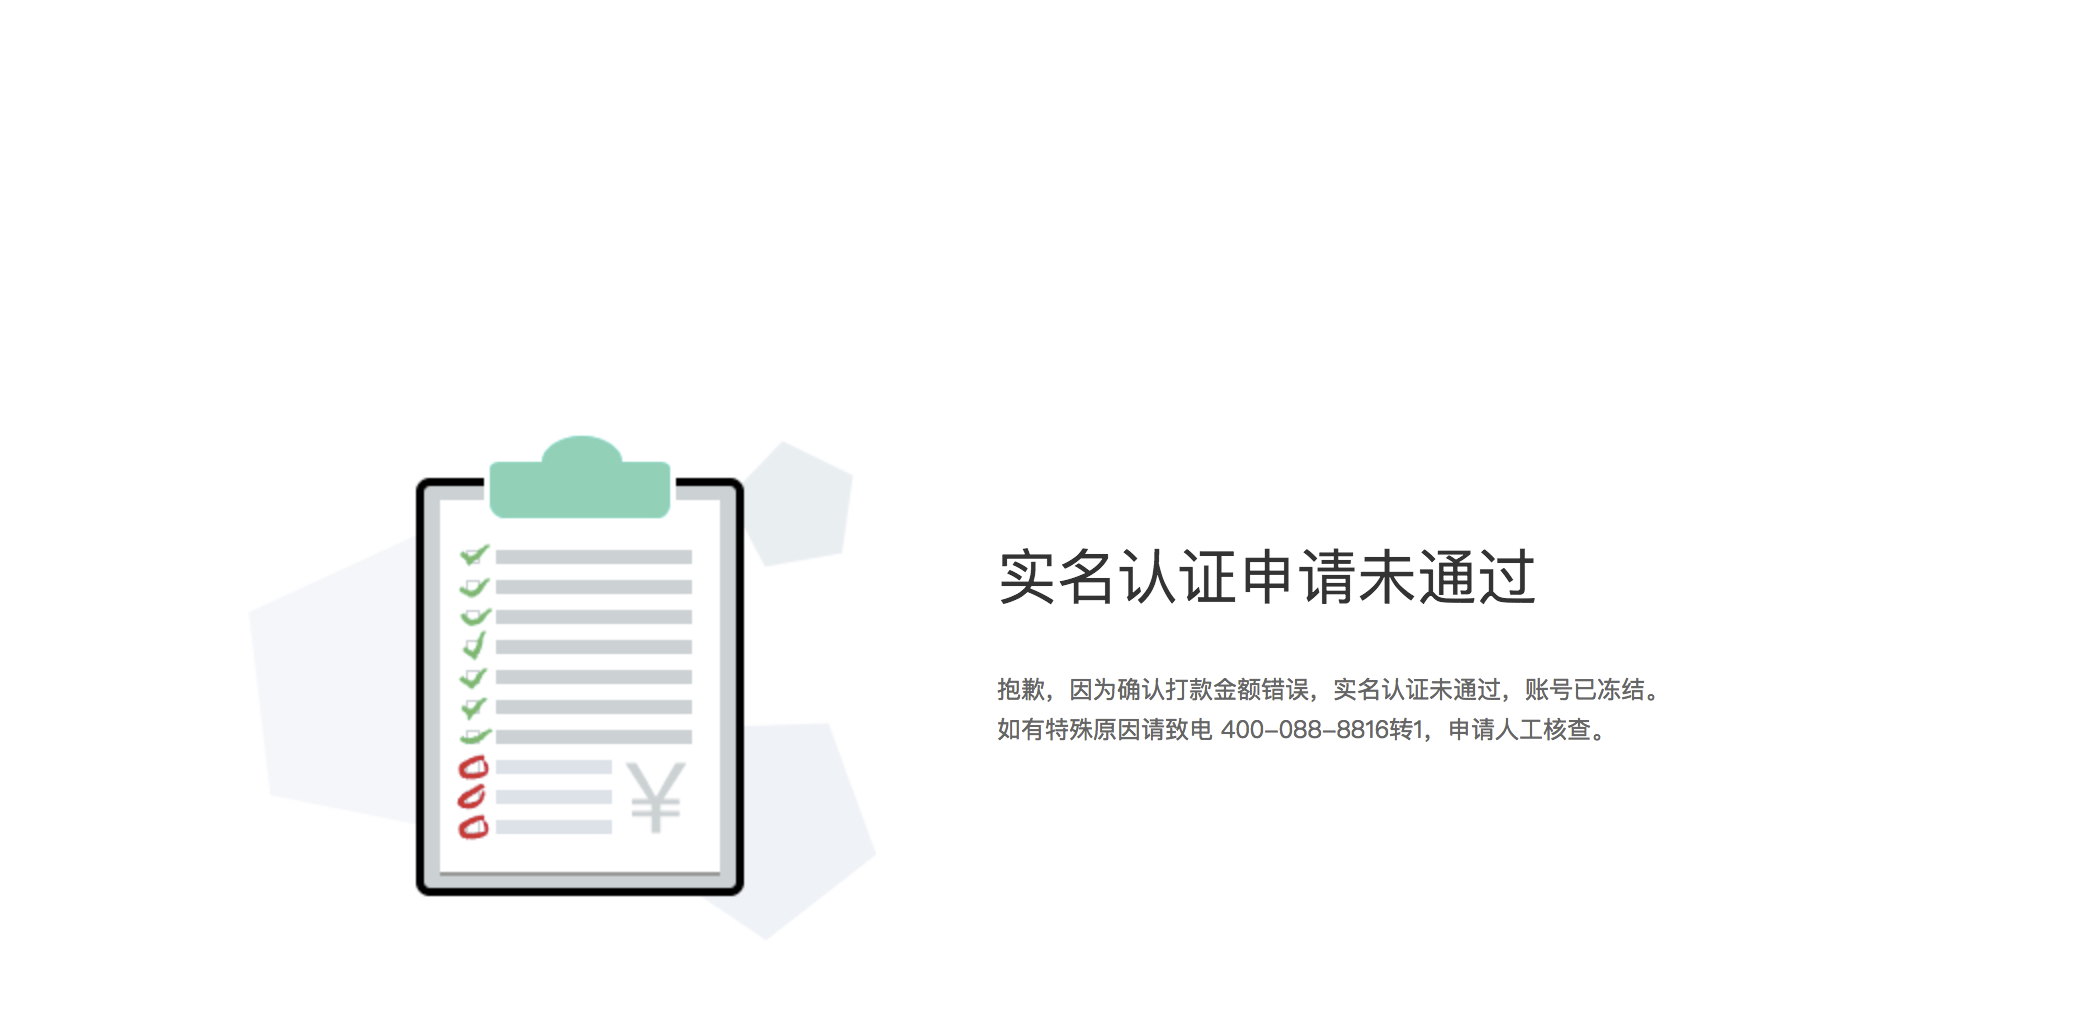 ¥
实名认证申请未通过
抱歉，因为确认打款金额错误，实名认证未通过，账号已冻结。
如有特殊原因请致电 400-088-8816转1，申请人工核查。